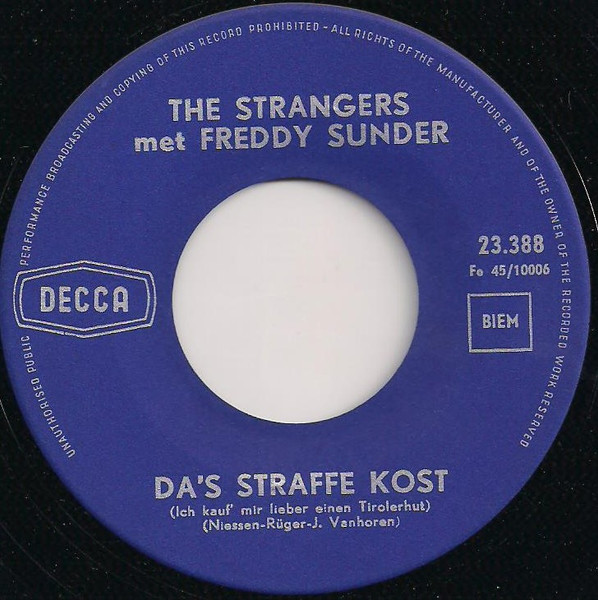 UNAUTHORISED PUBLIC PERFORMANCE BROADCASTING AND COPYING OF THIS RECORD PROHIBITED - ALL RIGHTS OF THE MANUFACTURER AND OF THE OWNER OF THE RECORDED WORK RESERVED
THE STRANGERS
met FREDDY SUNDER
23.388
Fe 45/10006
DECCA
BIEM
DA'S STRAFFE KOST
(Ich kauf' mir lieber einen Tirolerhut)
(Niessen-Rüger-J. Vanhoren)